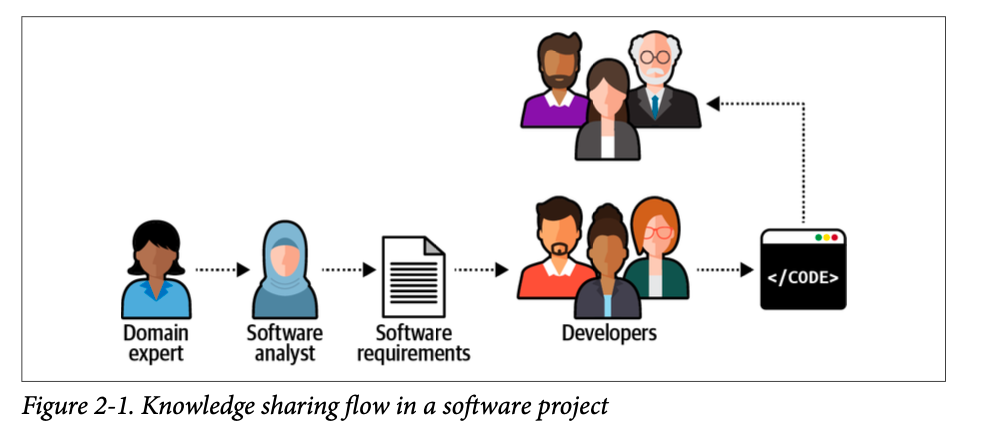 </CODE>
Domain
expert
Software
analyst
Software
requirements
Developers
Figure 2-1. Knowledge sharing flow in a software project